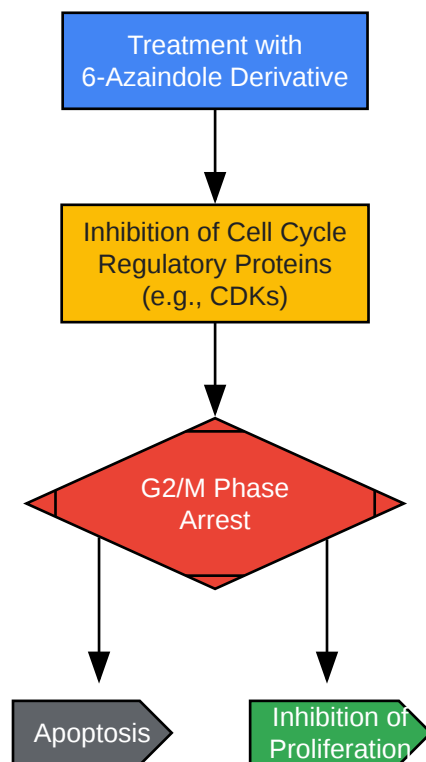 Treatment with
6-Azaindole Derivative
Inhibition of Cell Cycle
Regulatory Proteins
(e.g., CDKs)
G2/M Phase
Arrest
Apoptosis
Inhibition of
Proliferation